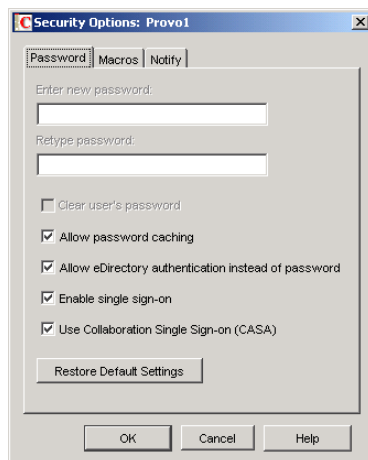 Security Options: Provo1
Password Macros Notify
Enter new password:
Retype password:
Clear user's password
Allow password caching
Allow eDirectory authentication instead of password
Enable single sign-on
Use Collaboration Single Sign-on (CASA)
Restore Default Settings
OK Cancel Help